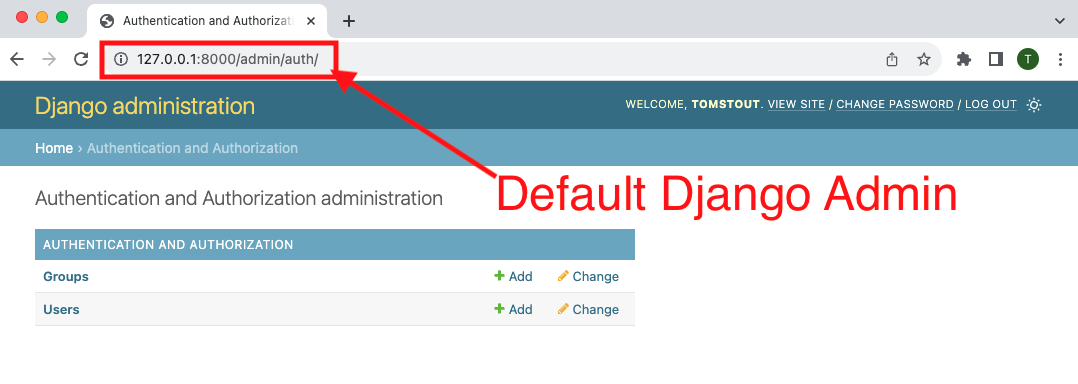 Authentication and Authorizati
127.0.0.1:8000/admin/auth/
T
Django administration
WELCOME, TOMSTOUT. VIEW SITE / CHANGE PASSWORD / LOG OUT
Home › Authentication and Authorization
Default Django Admin
Authentication and Authorization administration
AUTHENTICATION AND AUTHORIZATION
Groups Add Change
Users Add Change